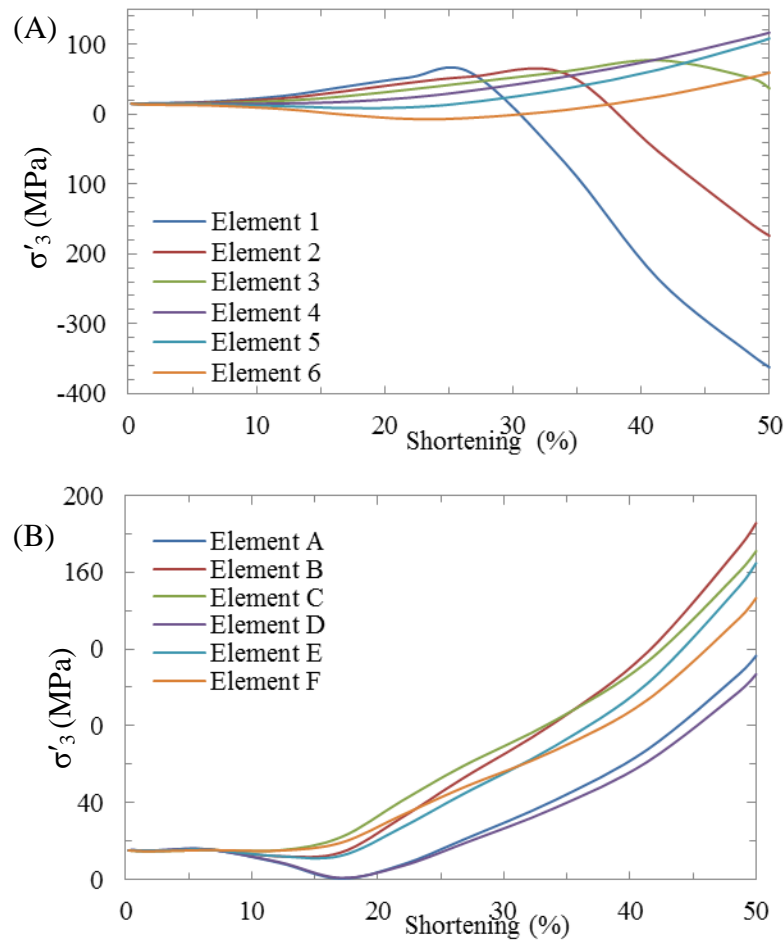 (A)
100
0
100
200
-300
-400
σ′3 (MPa)
Element 1
Element 2
Element 3
Element 4
Element 5
Element 6
0 10 20 30 40 50
Shortening (%)
(B)
200
160
0
0
40
0
σ′3 (MPa)
Element A
Element B
Element C
Element D
Element E
Element F
0 10 20 30 40 50
Shortening (%)